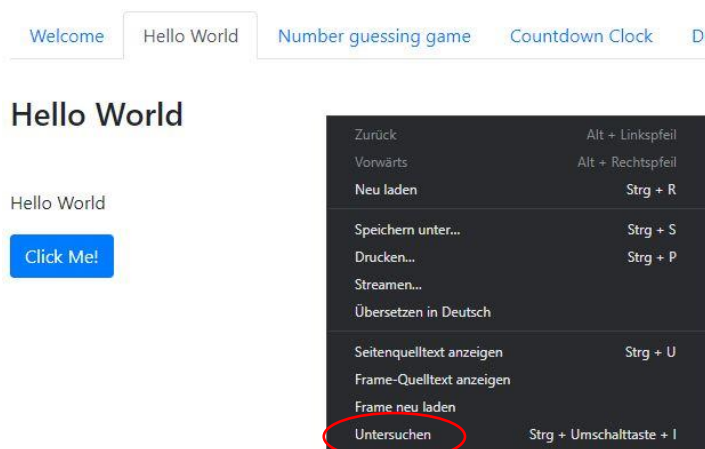 Welcome Hello World Number guessing game Countdown Clock D
Hello World
Hello World
Click Me!
Zurück Alt + Linkspfeil
Vorwärts Alt + Rechtspfeil
Neu laden Strg + R
Speichern unter... Strg + S
Drucken... Strg + P
Streamen...
Übersetzen in Deutsch
Seitenquelltext anzeigen Strg + U
Frame-Quelltext anzeigen
Frame neu laden
Untersuchen Strg + Umschalttaste + I